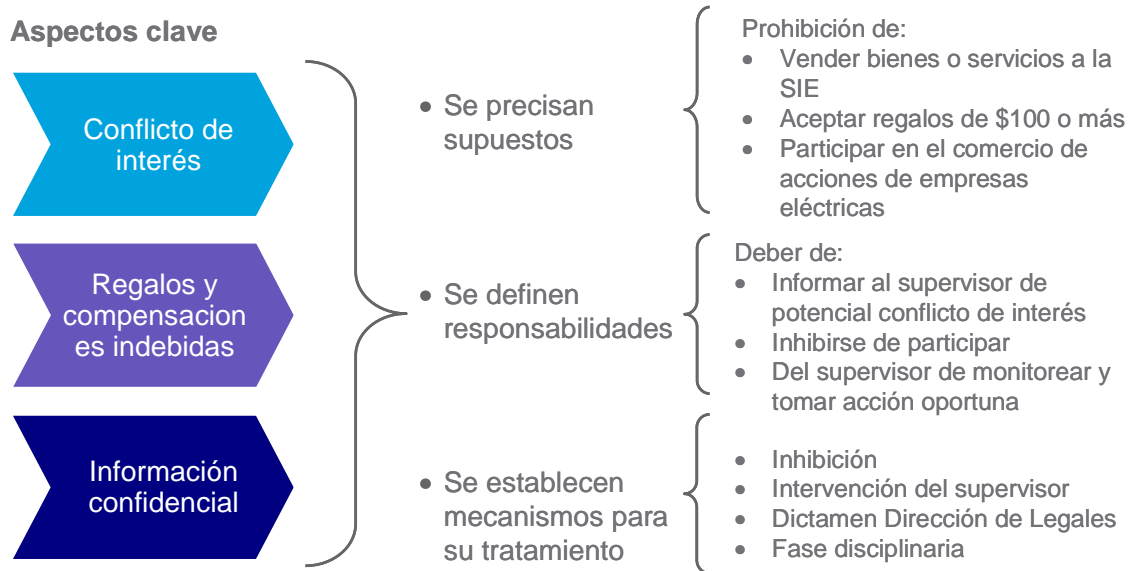 Aspectos clave
Conflicto de
interés
Regalos y
compensacion
es indebidas
Información
confidencial
• Se precisan
supuestos
• Se definen
responsabilidades
• Se establecen
mecanismos para
su tratamiento
Prohibición de:
• Vender bienes o servicios a la
SIE
• Aceptar regalos de $100 o más
• Participar en el comercio de
acciones de empresas
eléctricas
Deber de:
• Informar al supervisor de
potencial conflicto de interés
• Inhibirse de participar
• Del supervisor de monitorear y
tomar acción oportuna
• Inhibición
• Intervención del supervisor
• Dictamen Dirección de Legales
• Fase disciplinaria